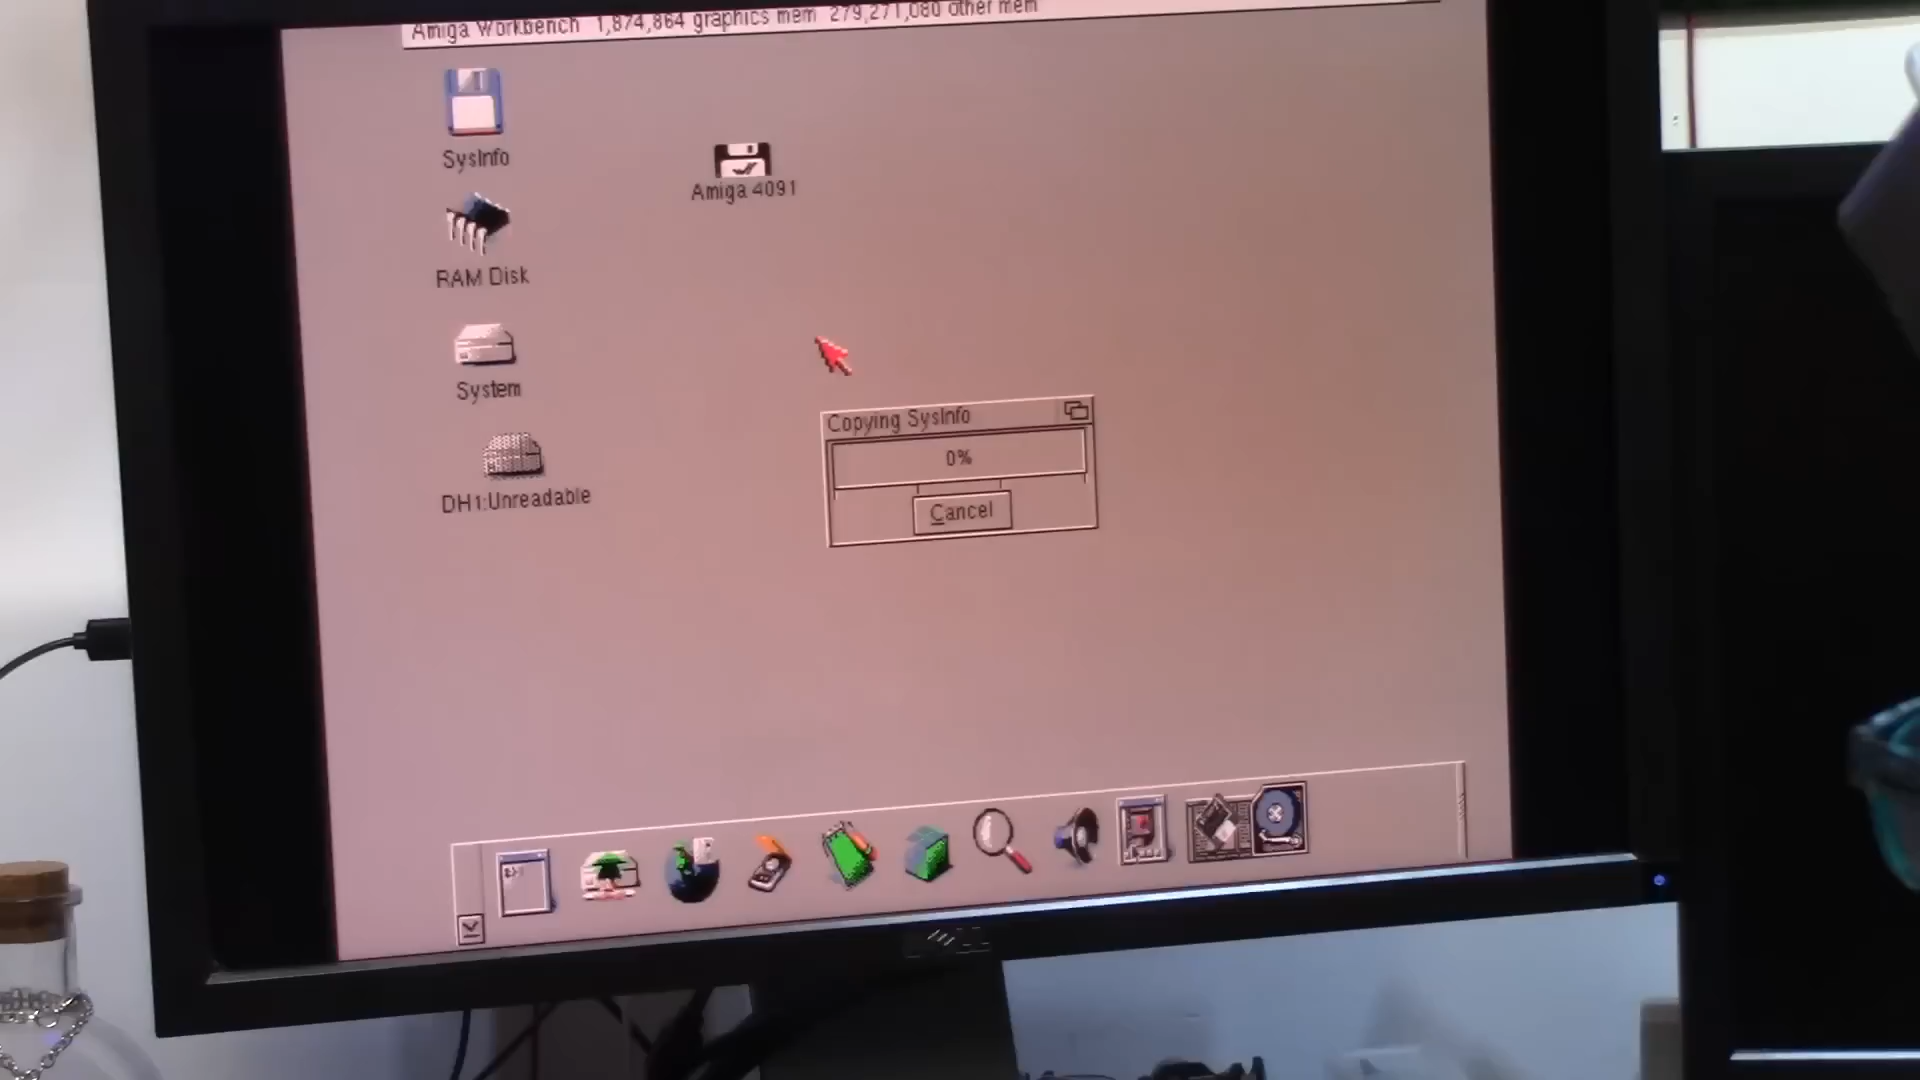 Amiga Workbench 1,874,864 graphics mem 279,271,080 other mem
SysInfo
Amiga 4091
RAM Disk
System
Copying SysInfo
0%
Cancel
DH1:Unreadable